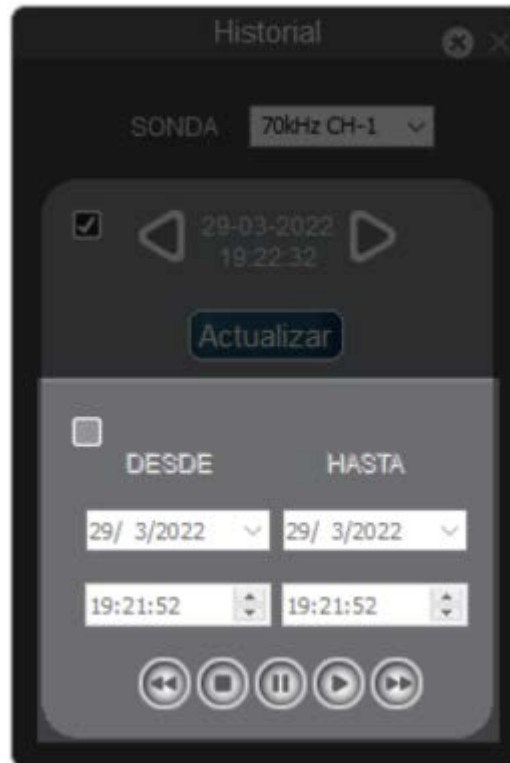 Historial
SONDA 70kHz CH-1
29-03-2022
19:22:32
Actualizar
DESDE HASTA
29/ 3/2022 29/ 3/2022
19:21:52 19:21:52